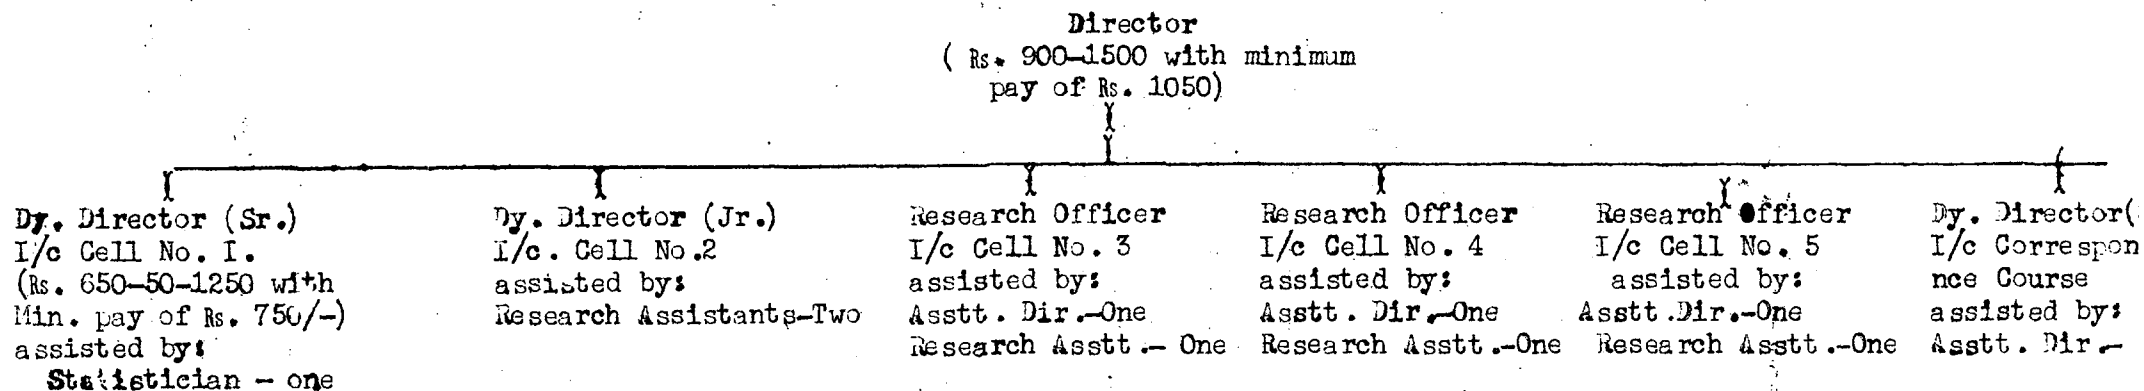 Director
( Rs. 900-1500 with minimum
pay of Rs. 1050)
Dy. Director (Sr.)
I/c Cell No. I.
(Rs. 650-50-1250 with
Min. pay of Rs. 750/-)
assisted by:
Statistician - one
Dy. Director (Jr.)
I/c. Cell No.2
assisted by:
Research Assistants-Two
Research Officer
I/c Cell No. 3
assisted by:
Asstt. Dir.-One
Research Asstt.- One
Research Officer
I/c Cell No. 4
assisted by:
Asstt. Dir.-One
Research Asstt.-One
Research Officer
I/c Cell No. 5
assisted by:
Asstt.Dir.-One
Research Asstt.-One
Dy. Director(
I/c Correspon
nce Course
assisted by:
Asstt. Dir.-